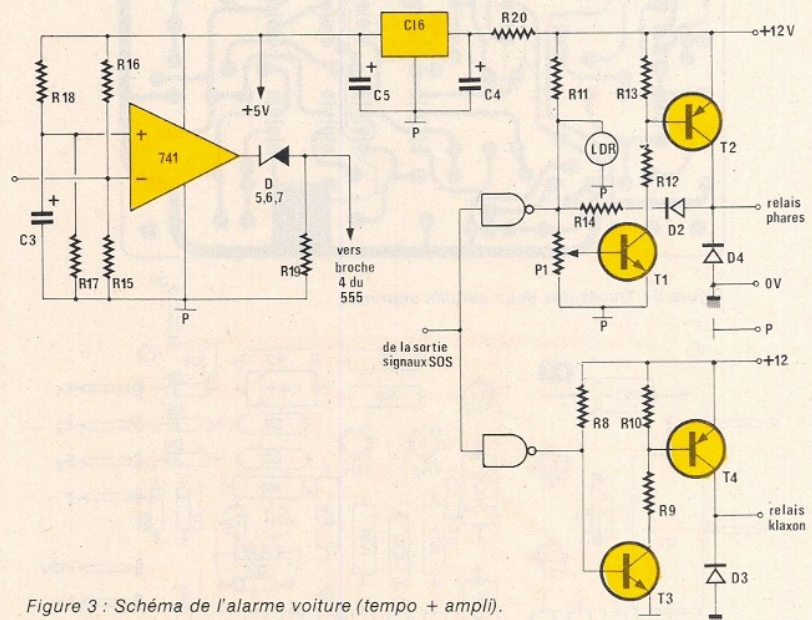 CI6
R20
+12V
R18
R16
+
C5
+
C4
R11
R13
+5V
P
T2
+
741
−
LDR
P
R12
D
5,6,7
R14
D2
relais
phares
+
C3
R17
R15
R19
vers
broche
4 du
555
P1
T1
D4
0V
P
P
P
de la sortie
signaux SOS
+12
R8
R10
T4
R9
relais
klaxon
T3
D3
Figure 3 : Schéma de l'alarme voiture (tempo + ampli).